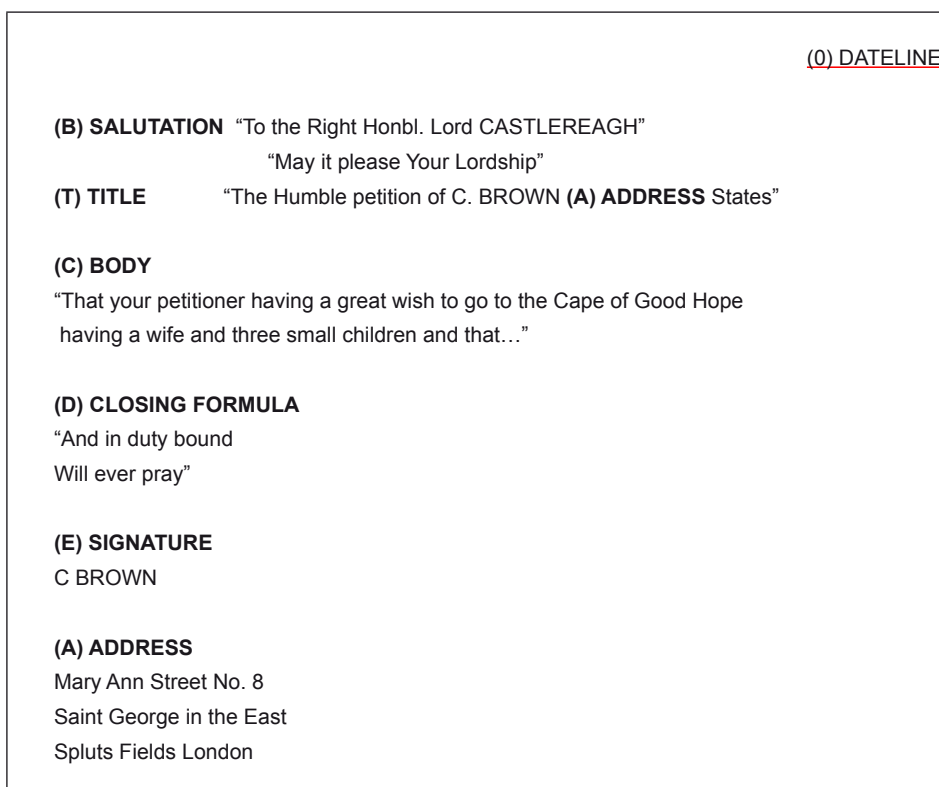 (0) DATELINE
(B) SALUTATION “To the Right Honbl. Lord CASTLEREAGH”
“May it please Your Lordship”
(T) TITLE “The Humble petition of C. BROWN (A) ADDRESS States”
(C) BODY
“That your petitioner having a great wish to go to the Cape of Good Hope
having a wife and three small children and that…”
(D) CLOSING FORMULA
“And in duty bound
Will ever pray”
(E) SIGNATURE
C BROWN
(A) ADDRESS
Mary Ann Street No. 8
Saint George in the East
Spluts Fields London